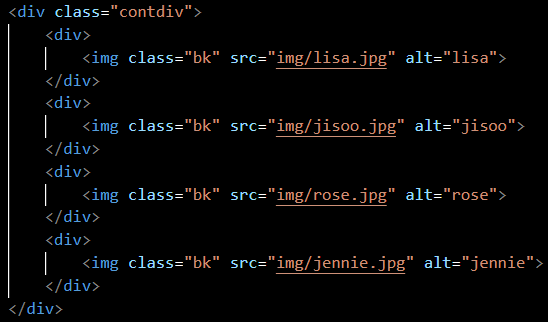 <div class="contdiv">
    <div>
        <img class="bk" src="img/lisa.jpg" alt="lisa">
    </div>
    <div>
        <img class="bk" src="img/jisoo.jpg" alt="jisoo">
    </div>
    <div>
        <img class="bk" src="img/rose.jpg" alt="rose">
    </div>
    <div>
        <img class="bk" src="img/jennie.jpg" alt="jennie">
    </div>
</div>